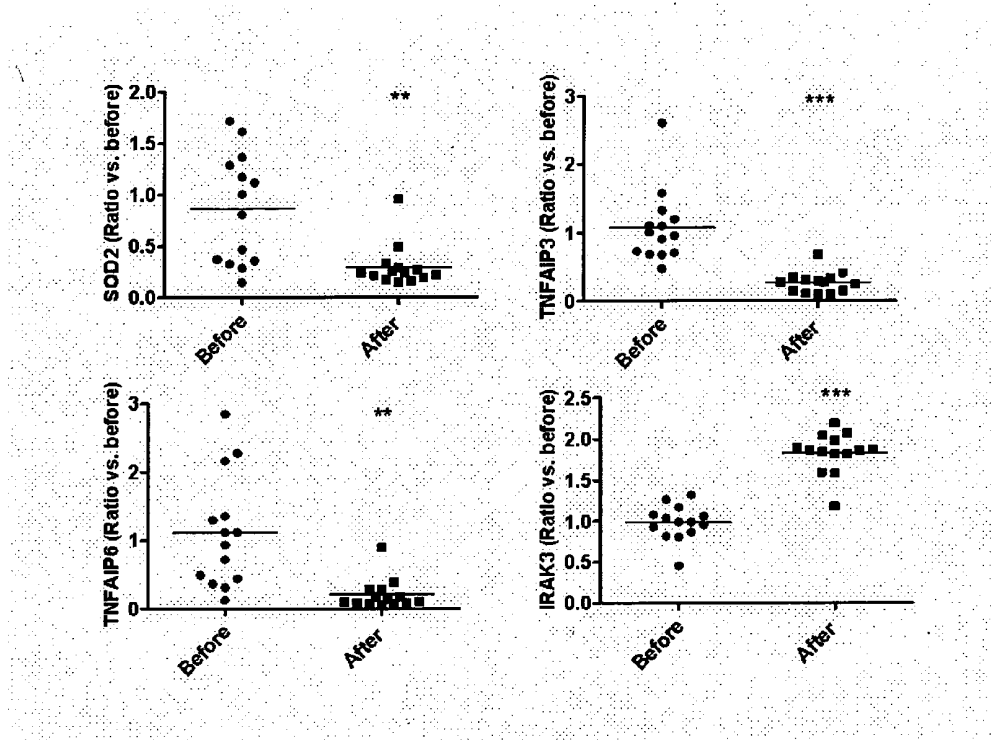 SOD2 (Ratio vs. before)
2.0
1.5
1.0
0.5
0.0
**
Before
After
TNFAIP3 (Ratio vs. before)
3
2
1
0
***
Before
After
TNFAIP6 (Ratio vs. before)
3
2
1
0
**
Before
After
IRAK3 (Ratio vs. before)
2.5
2.0
1.5
1.0
0.5
0.0
***
Before
After